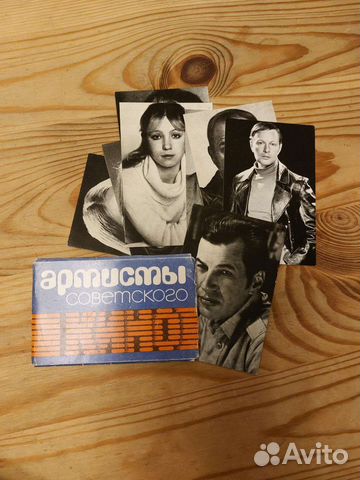 артисты
советского
КИНО
Avito